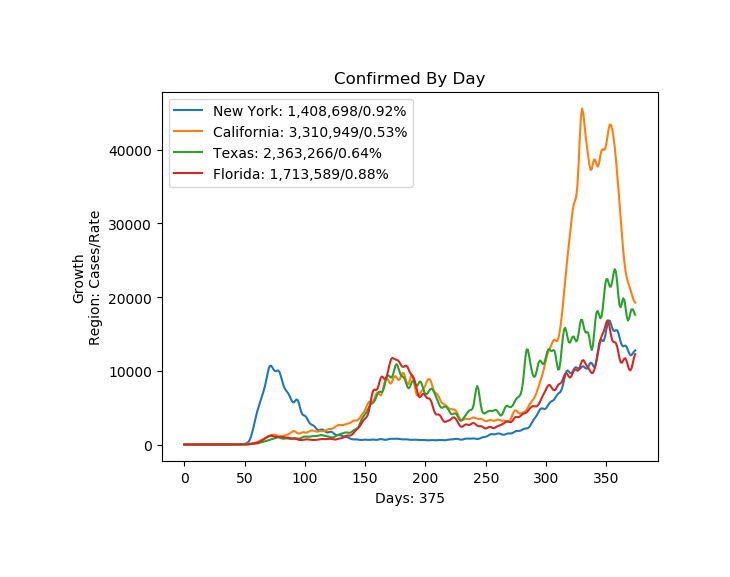 Confirmed By Day
New York: 1,408,698/0.92%
California: 3,310,949/0.53%
Texas: 2,363,266/0.64%
Florida: 1,713,589/0.88%
40000
30000
20000
10000
0
Growth
Region: Cases/Rate
0 50 100 150 200 250 300 350
Days: 375